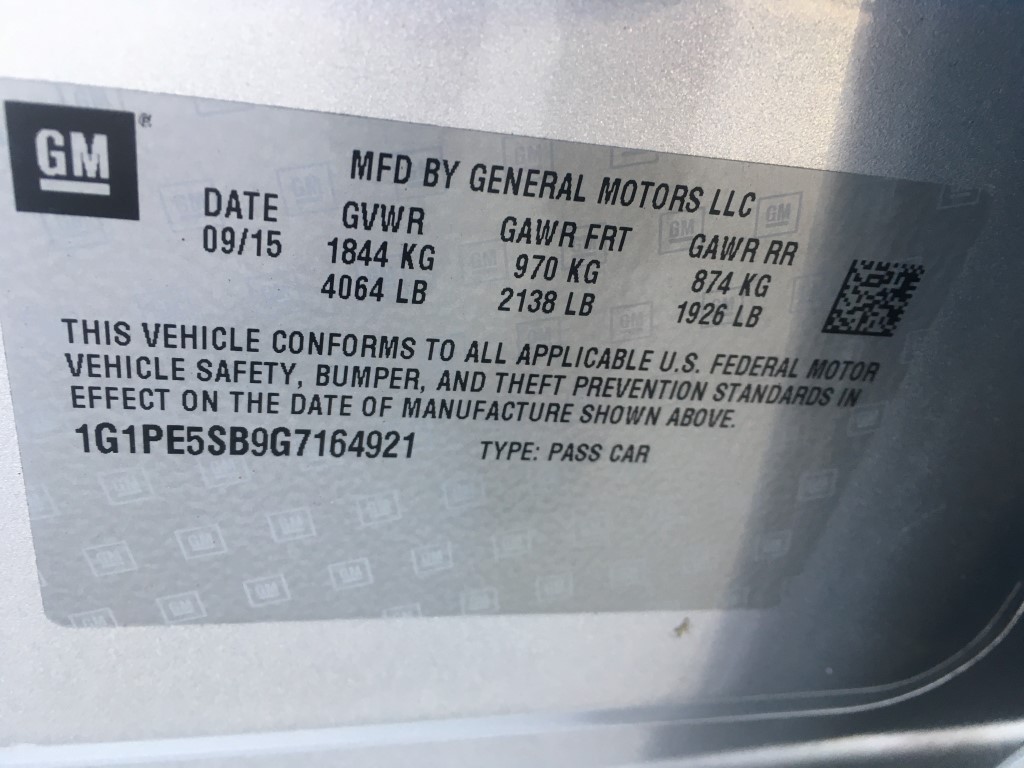 GM®
MFD BY GENERAL MOTORS LLC
DATE GVWR GAWR FRT GAWR RR
09/15 1844 KG 970 KG 874 KG
4064 LB 2138 LB 1926 LB
THIS VEHICLE CONFORMS TO ALL APPLICABLE U.S. FEDERAL MOTOR
VEHICLE SAFETY, BUMPER, AND THEFT PREVENTION STANDARDS IN
EFFECT ON THE DATE OF MANUFACTURE SHOWN ABOVE.
1G1PE5SB9G7164921 TYPE: PASS CAR